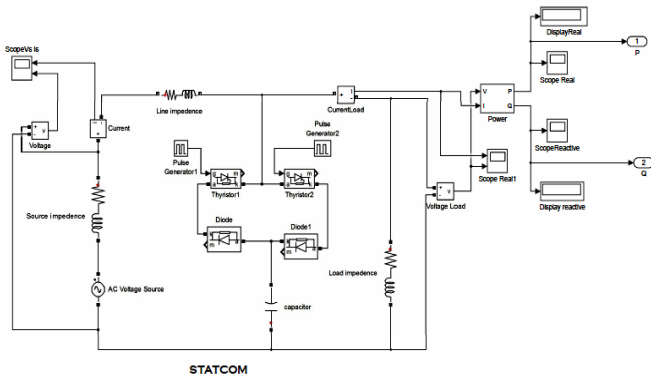 DisplayReal
1
P
ScopeVs Is
Scope Real
i
+
-
CurrentLoad
V
I
P
Q
Power
Line impedence
i
+
-
Current
+
-
v
Voltage
Pulse
Generator2
Pulse
Generator1
g
m
a
k
Thyristor1
g
m
a
k
Thyristor2
ScopeReactive
Scope Real1
2
Q
+
-
v
Voltage Load
Display reactive
Source impedence
Diode
a
k
m
Diode1
a
k
m
Load impedence
AC Voltage Source
capacitor
STATCOM